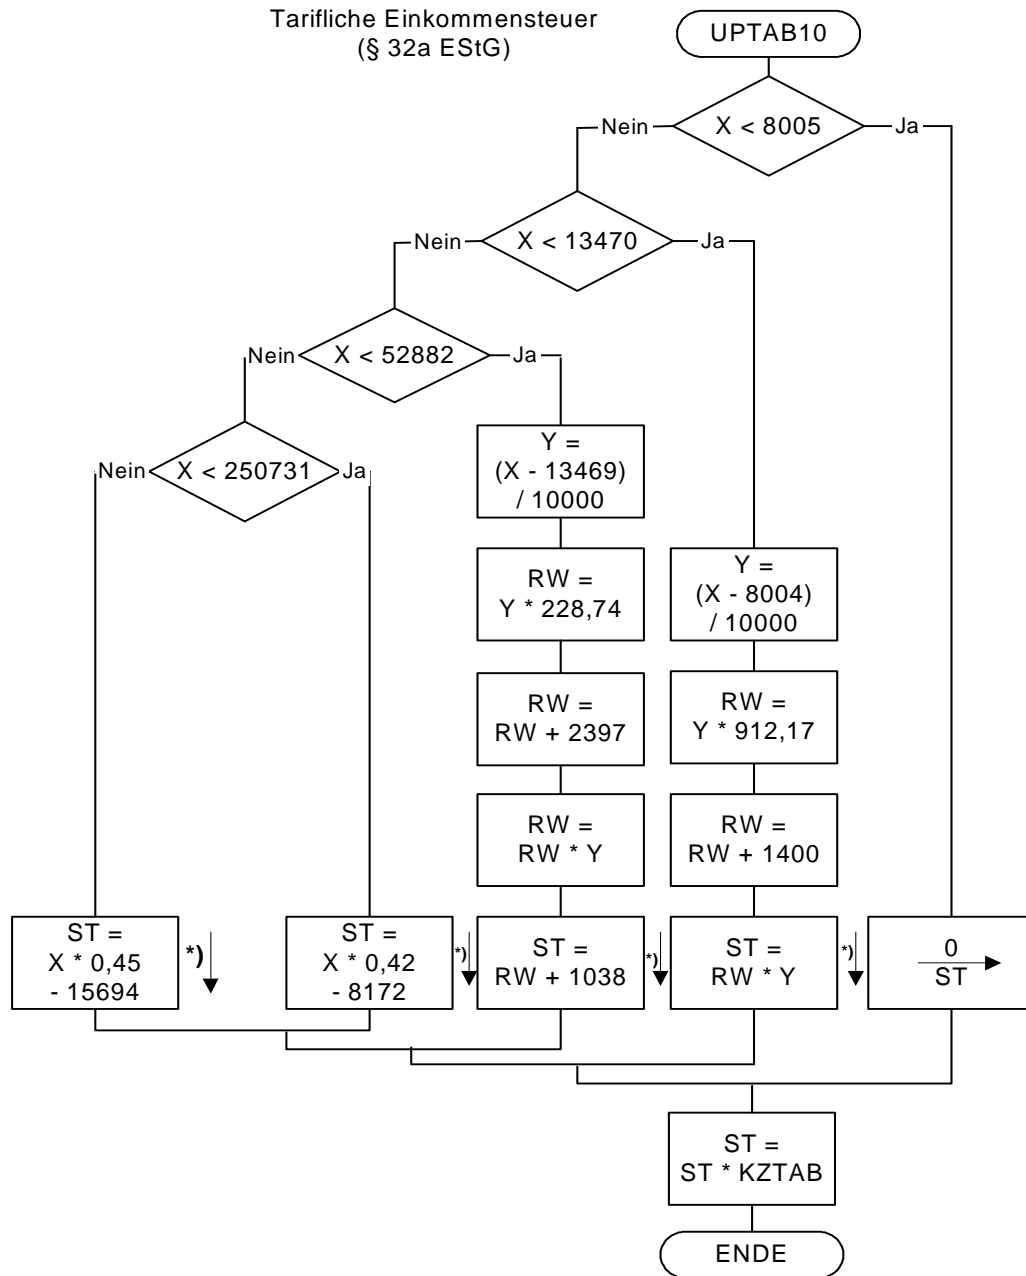 Tarifliche Einkommensteuer
(§ 32a EStG)
UPTAB10
Nein
X < 8005
Ja
Nein
X < 13470
Ja
Nein
X < 52882
Ja
Nein
X < 250731
Ja
Y =
(X - 13469)
/ 10000
RW =
Y * 228,74
Y =
(X - 8004)
/ 10000
RW =
RW + 2397
RW =
Y * 912,17
RW =
RW * Y
RW =
RW + 1400
ST =
X * 0,45
- 15694
*)
ST =
X * 0,42
- 8172
*)
ST =
RW + 1038
*)
ST =
RW * Y
*)
0
ST
ST =
ST * KZTAB
ENDE